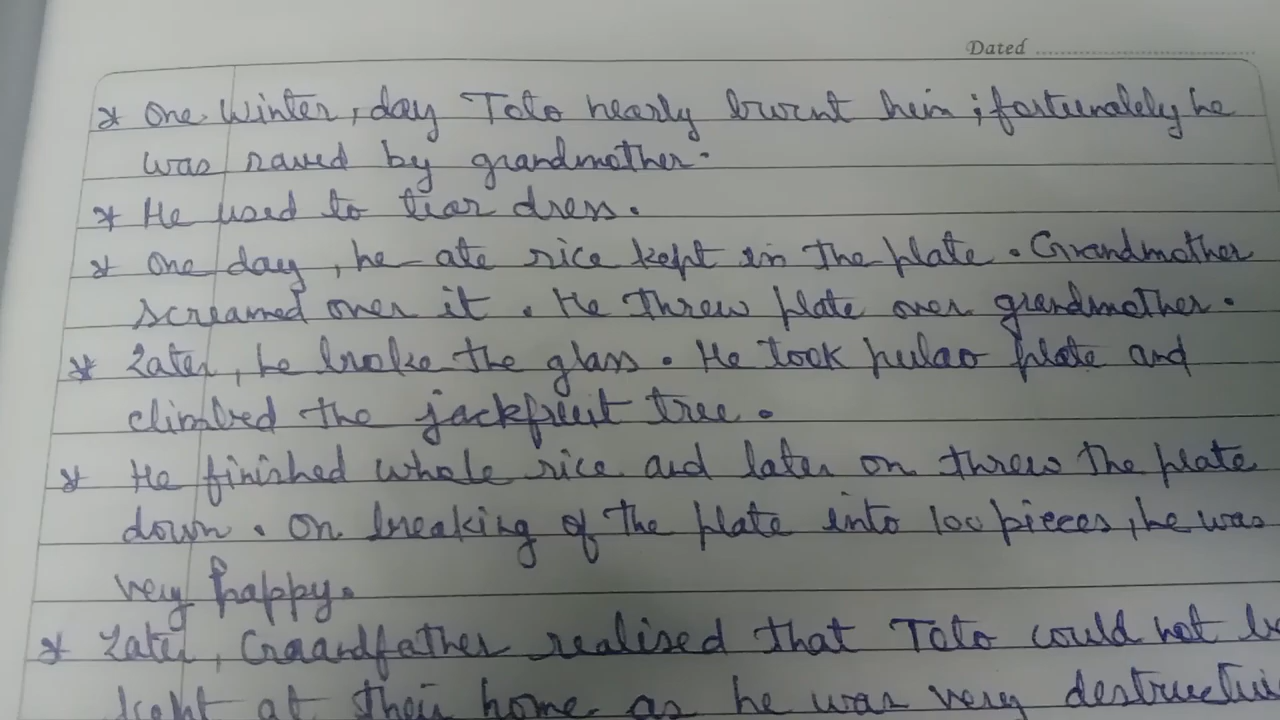 Dated
* One Winter, day Toto nearly burnt him; fortunately he
was saved by grandmother.
* He used to tear dress.
* One day, he ate rice kept in the plate. Grandmother
screamed over it. He threw plate over grandmother.
* Later, he broke the glass. He took pulao plate and
climbed the jackfruit tree.
* He finished whole rice and later on threw the plate
down. On breaking of the plate into 100 pieces, he was
very happy.
* Later, Graandfather realised that Toto could not
kept at their home as he was very